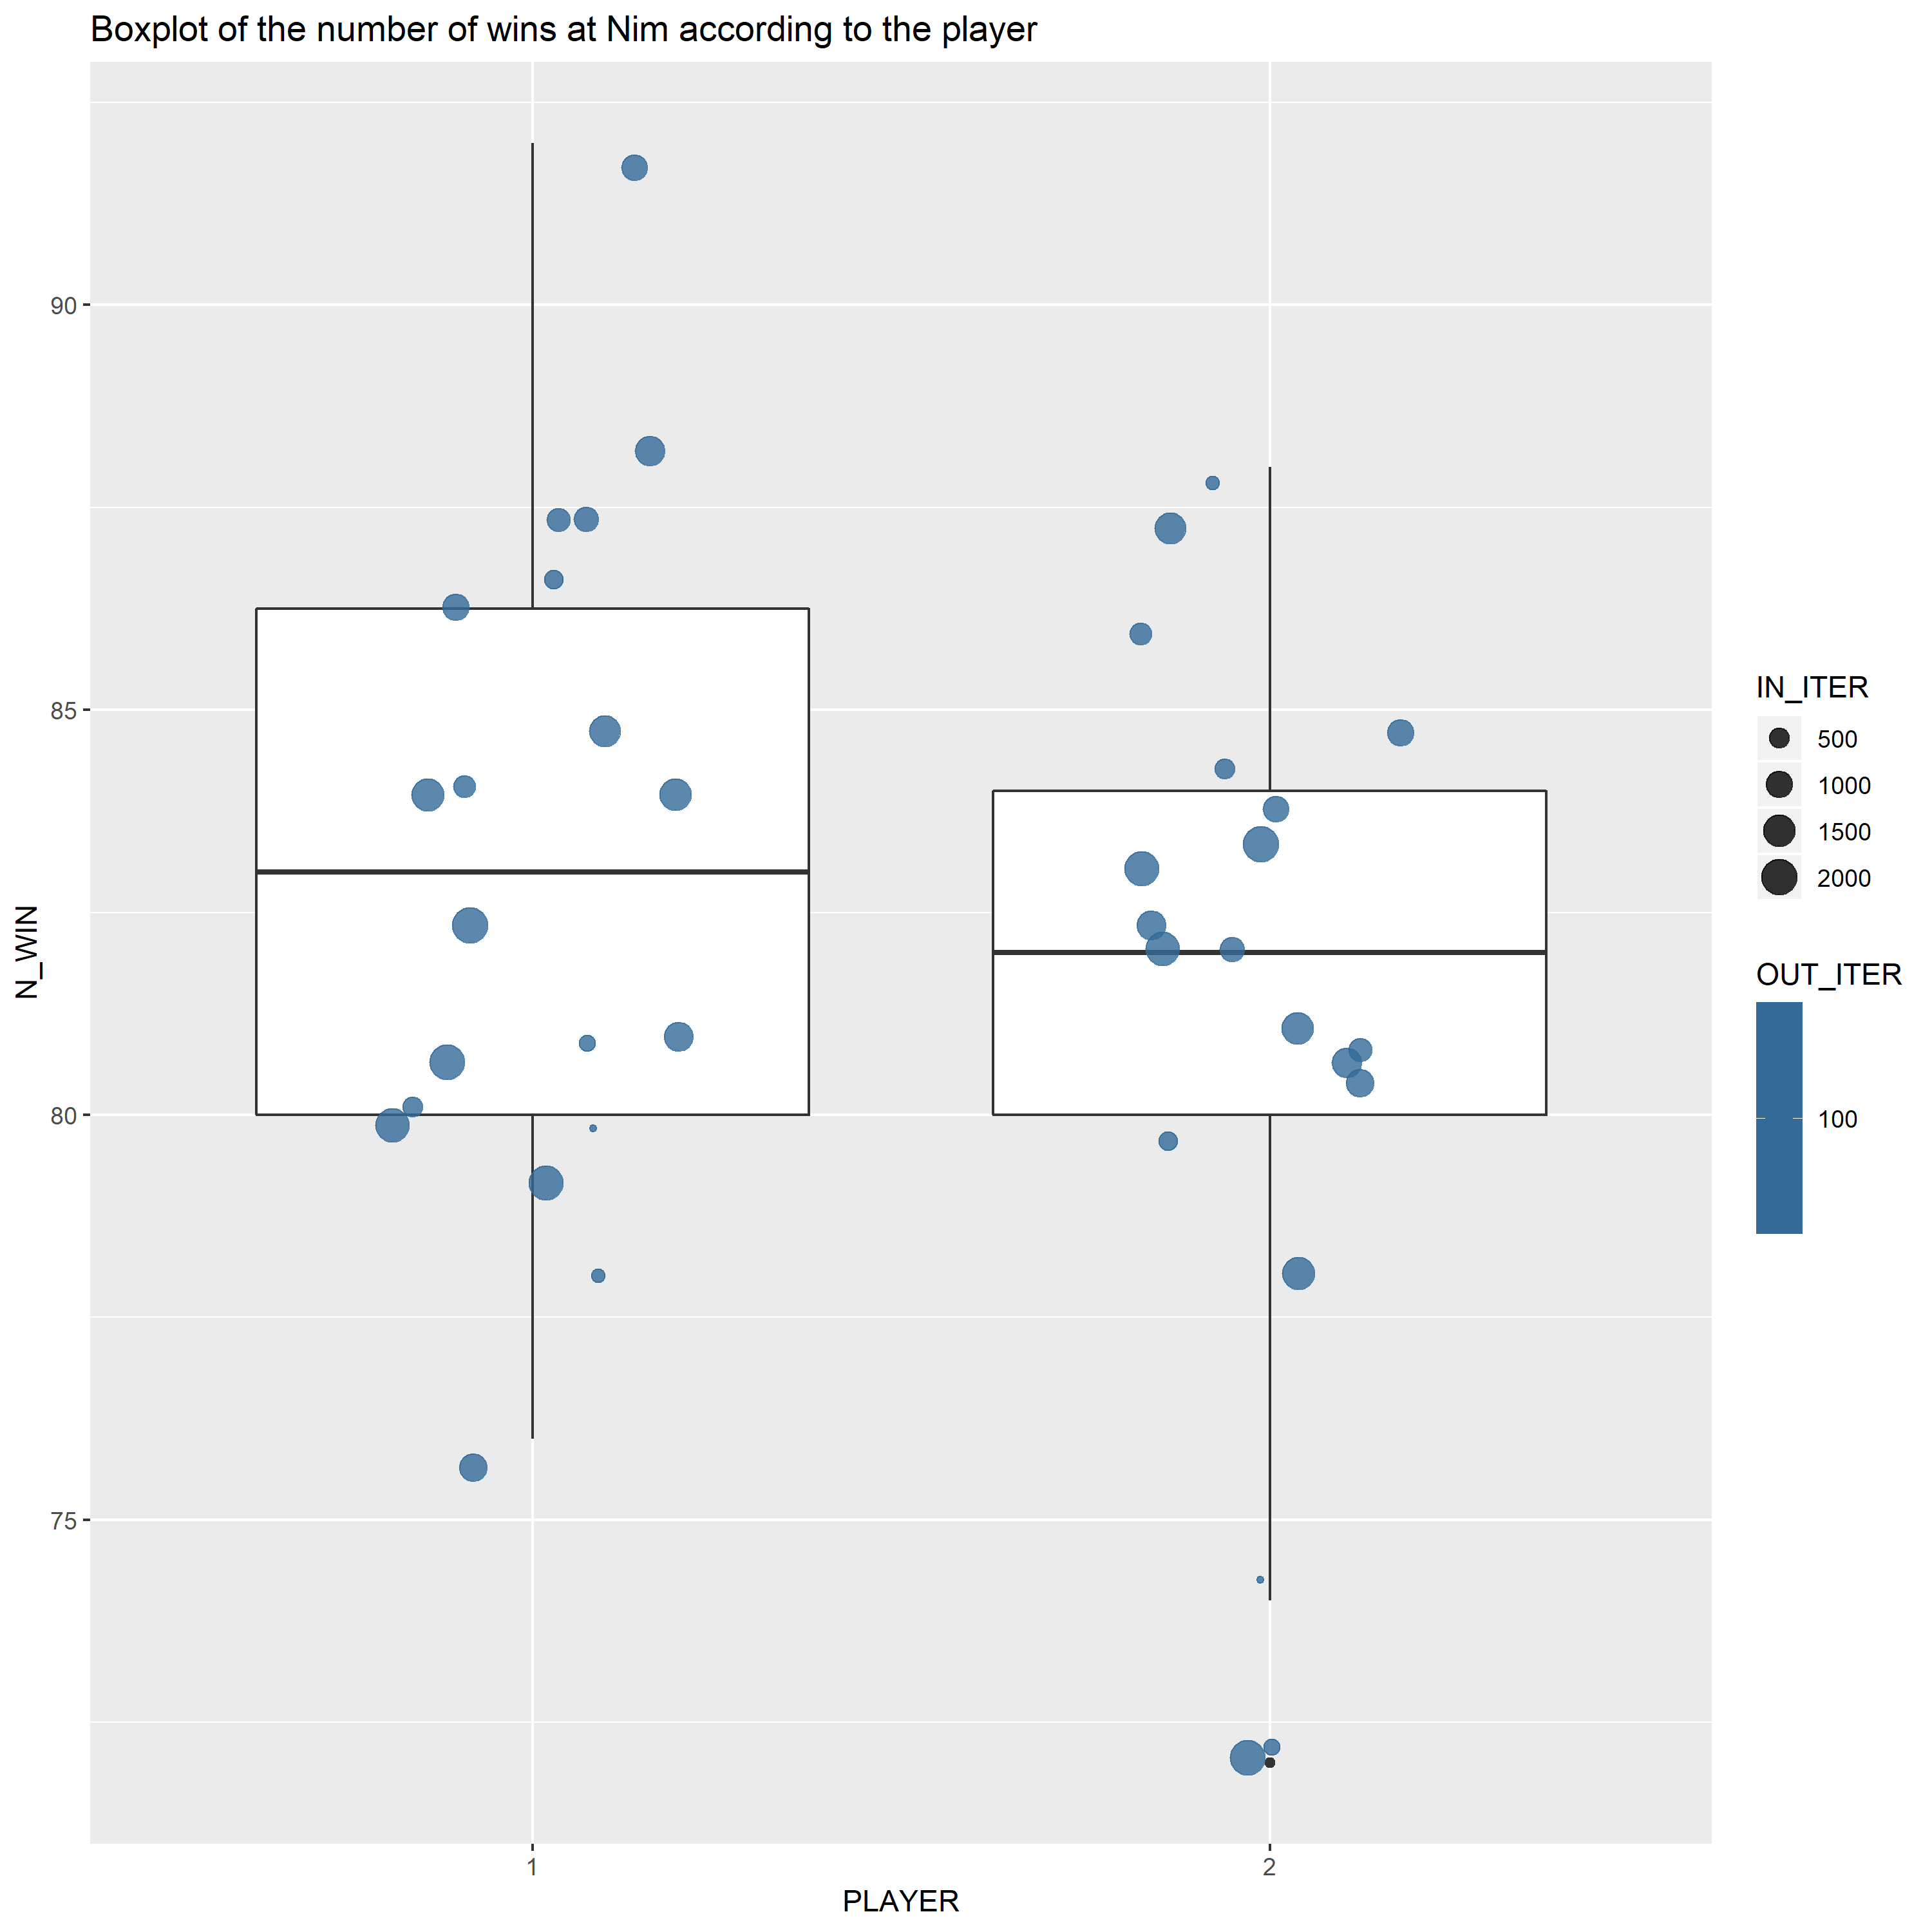 Boxplot of the number of wins at Nim according to the player
90
85
80
75
N_WIN
1
2
PLAYER
IN_ITER
500
1000
1500
2000
OUT_ITER
100